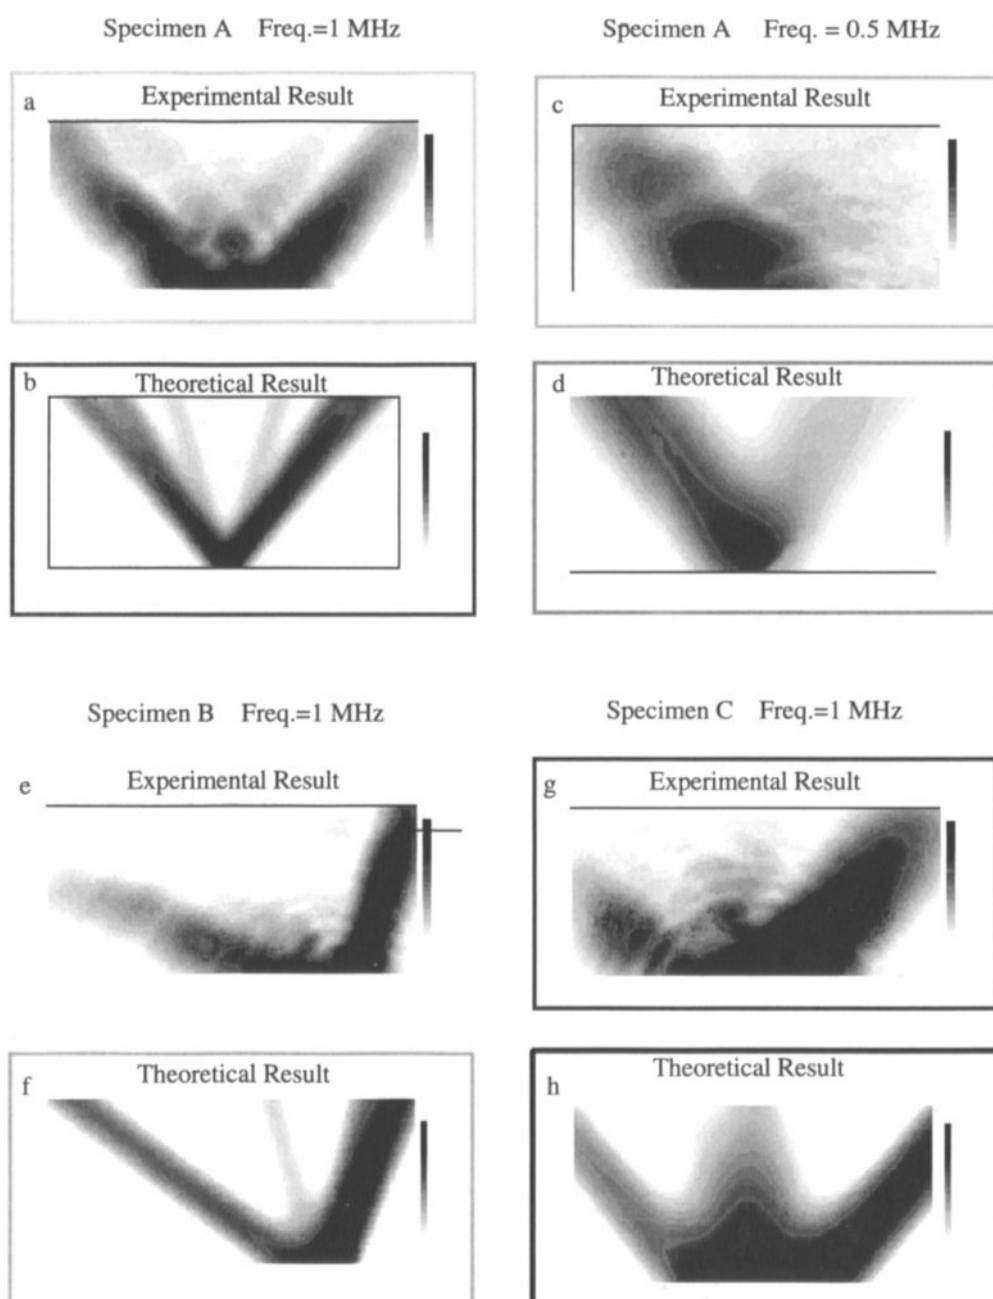 Specimen A Freq.=1 MHz
Specimen A Freq. = 0.5 MHz
a
Experimental Result
c
Experimental Result
b
Theoretical Result
d
Theoretical Result
Specimen B Freq.=1 MHz
Specimen C Freq.=1 MHz
e
Experimental Result
g
Experimental Result
f
Theoretical Result
h
Theoretical Result